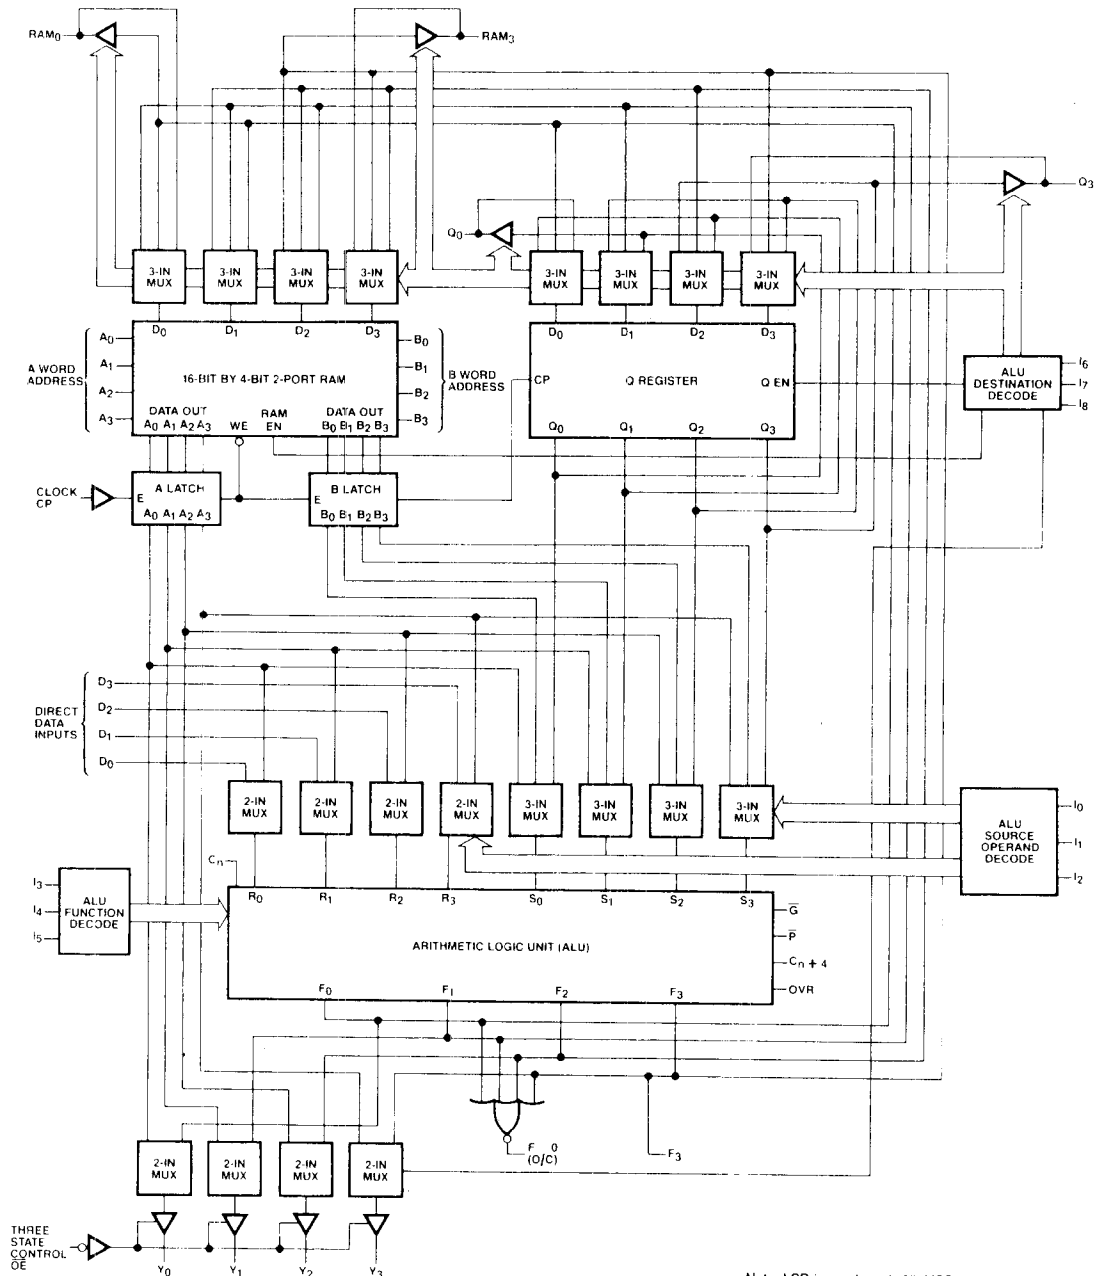 RAM0
RAM3
Q3
Q0
3-IN MUX
3-IN MUX
3-IN MUX
3-IN MUX
3-IN MUX
3-IN MUX
3-IN MUX
3-IN MUX
A WORD ADDRESS
A0
A1
A2
A3
D0 D1 D2 D3
16-BIT BY 4-BIT 2-PORT RAM
DATA OUT
A0 A1 A2 A3
WE
RAM EN
DATA OUT
B0 B1 B2 B3
B0
B1
B2
B3
B WORD ADDRESS
D0 D1 D2 D3
CP
Q REGISTER
Q EN
Q0 Q1 Q2 Q3
ALU DESTINATION DECODE
I6
I7
I8
CLOCK CP
E
A LATCH
A0 A1 A2 A3
E
B LATCH
B0 B1 B2 B3
DIRECT DATA INPUTS
D3
D2
D1
D0
2-IN MUX
2-IN MUX
2-IN MUX
2-IN MUX
3-IN MUX
3-IN MUX
3-IN MUX
3-IN MUX
ALU SOURCE OPERAND DECODE
I0
I1
I2
Cn
I3
I4
I5
ALU FUNCTION DECODE
R0 R1 R2 R3 S0 S1 S2 S3
ARITHMETIC LOGIC UNIT (ALU)
G̅
P̅
Cn + 4
OVR
F0 F1 F2 F3
F 0
(O/C)
F3
2-IN MUX
2-IN MUX
2-IN MUX
2-IN MUX
THREE STATE CONTROL O̅E̅
Y0 Y1 Y2 Y3